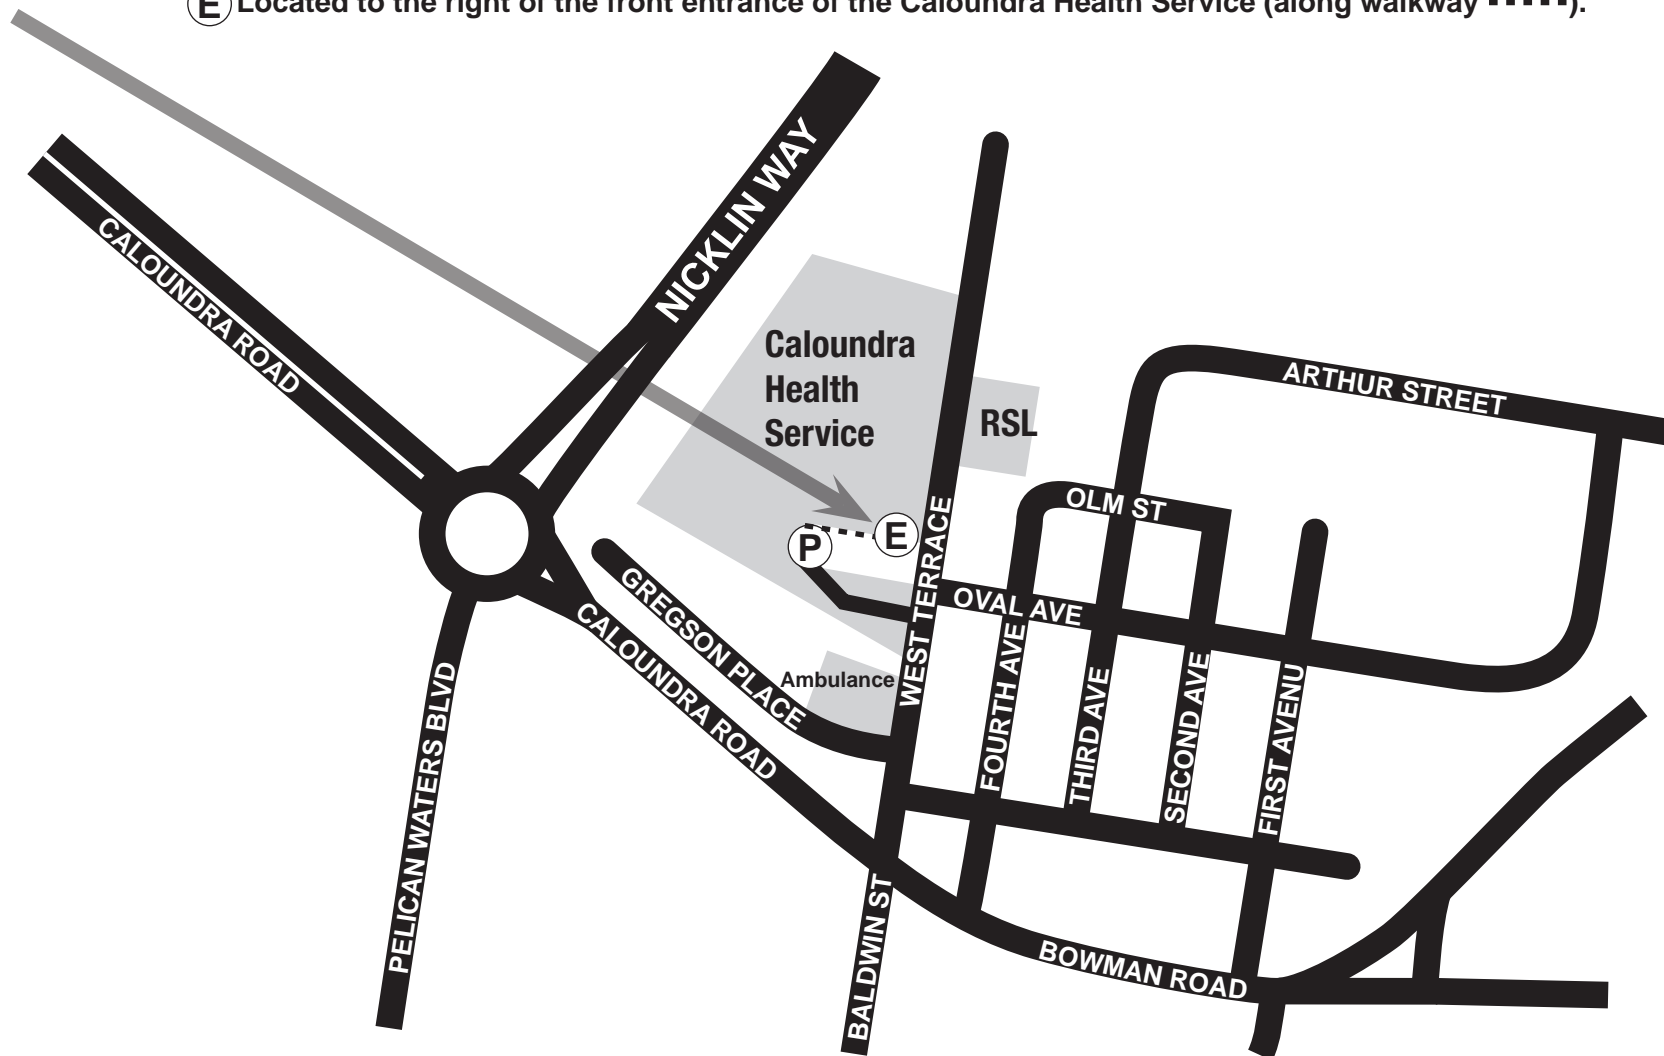 E Located to the right of the front entrance of the Caloundra Health Service (along walkway -----).
NICKLIN WAY
CALOUNDRA ROAD
Caloundra
Health
Service
RSL
ARTHUR STREET
OLM ST
P
E
WEST TERRACE
OVAL AVE
GREGSON PLACE
CALOUNDRA ROAD
Ambulance
PELICAN WATERS BLVD
FOURTH AVE
THIRD AVE
SECOND AVE
FIRST AVENU
BALDWIN ST
BOWMAN ROAD